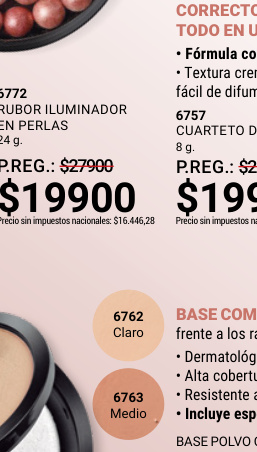 6772
RUBOR ILUMINADOR
EN PERLAS
24 g.
P.REG.: $27900
$19900
Precio sin impuestos nacionales: $16.446,28
CORRECTO
TODO EN U
• Fórmula co
• Textura crem
fácil de difum
6757
CUARTETO D
8 g.
P.REG.: $2
$199
Precio sin impuestos na
6762
Claro
6763
Medio
BASE COM
frente a los ra
• Dermatológ
• Alta cobertu
• Resistente a
• Incluye esp
BASE POLVO C